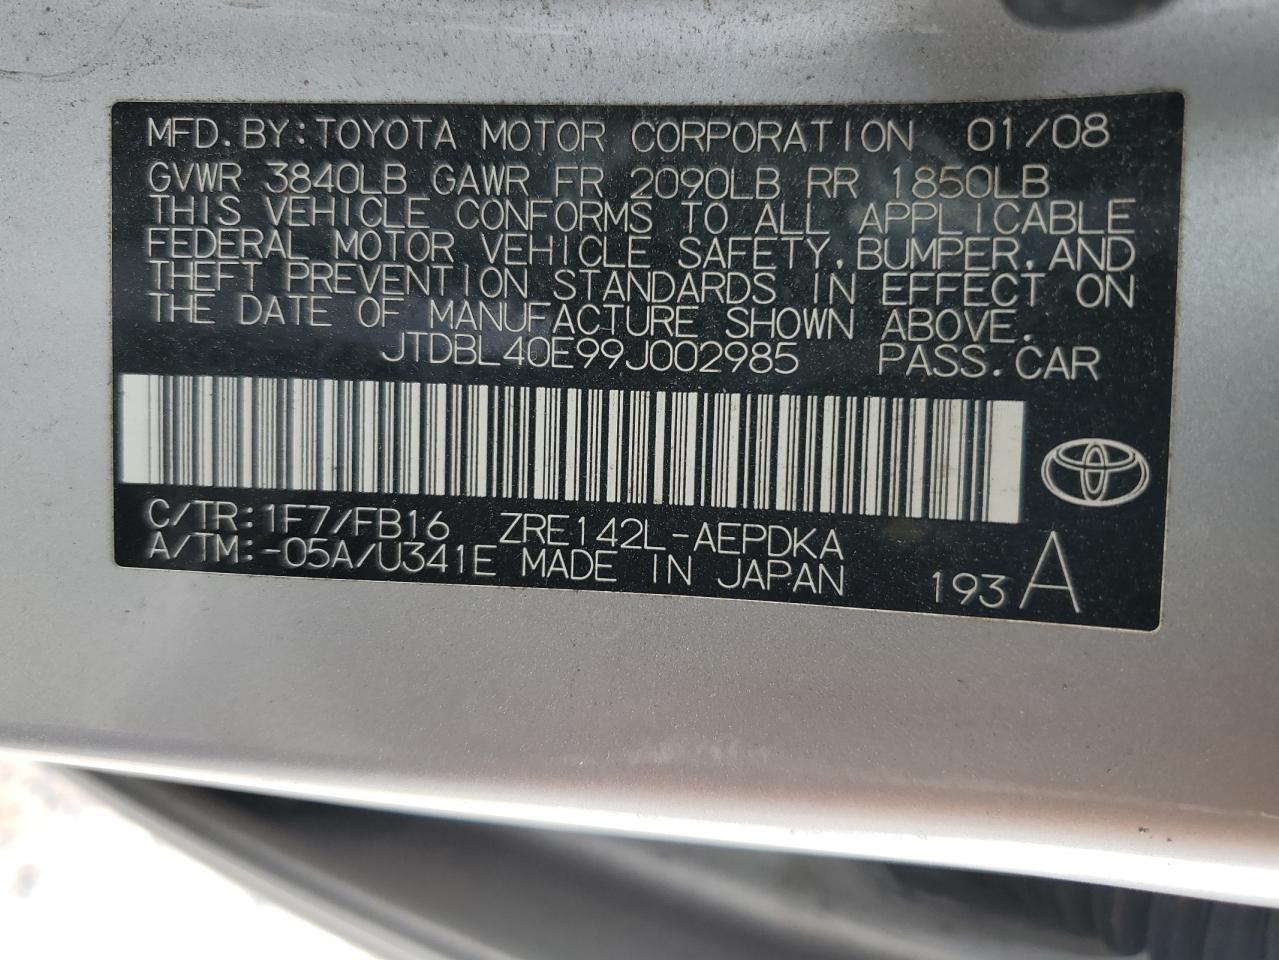 MFD. BY: TOYOTA MOTOR CORPORATION 01/08
GVWR 3840LB GAWR FR 2090LB RR 1850LB
THIS VEHICLE CONFORMS TO ALL APPLICABLE
FEDERAL MOTOR VEHICLE SAFETY, BUMPER, AND
THEFT PREVENTION STANDARDS IN EFFECT ON
THE DATE OF MANUFACTURE SHOWN ABOVE.
JTDBL40E99J002985 PASS. CAR
C/TR: 1F7/FB16 ZRE142L-AEPDKA
A/TM: -05A/U341E MADE IN JAPAN 193 A